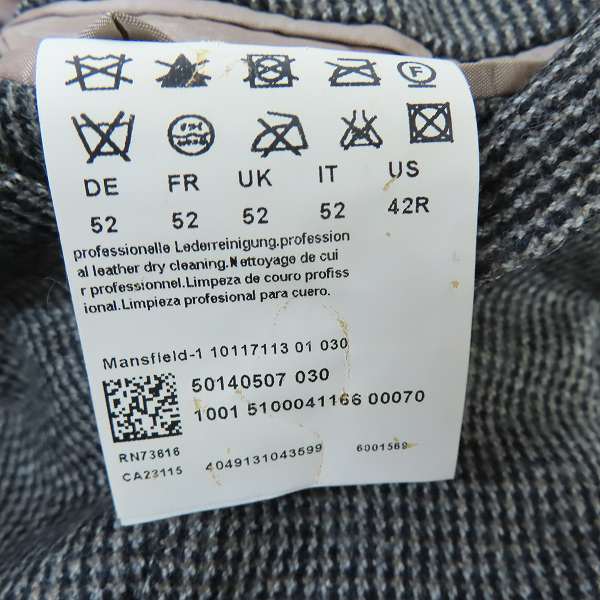 F
DE FR UK IT US
52 52 52 52 42R
professionelle Lederreinigung.profession
al leather dry cleaning.Nettoyage de cui
r professionnel.Limpeza de couro profiss
ional.Limpieza profesional para cuero.
Mansfield-1 10117113 01 030
50140507 030
1001 5100041166 00070
RN73616
CA23115 4049131043599 6001569